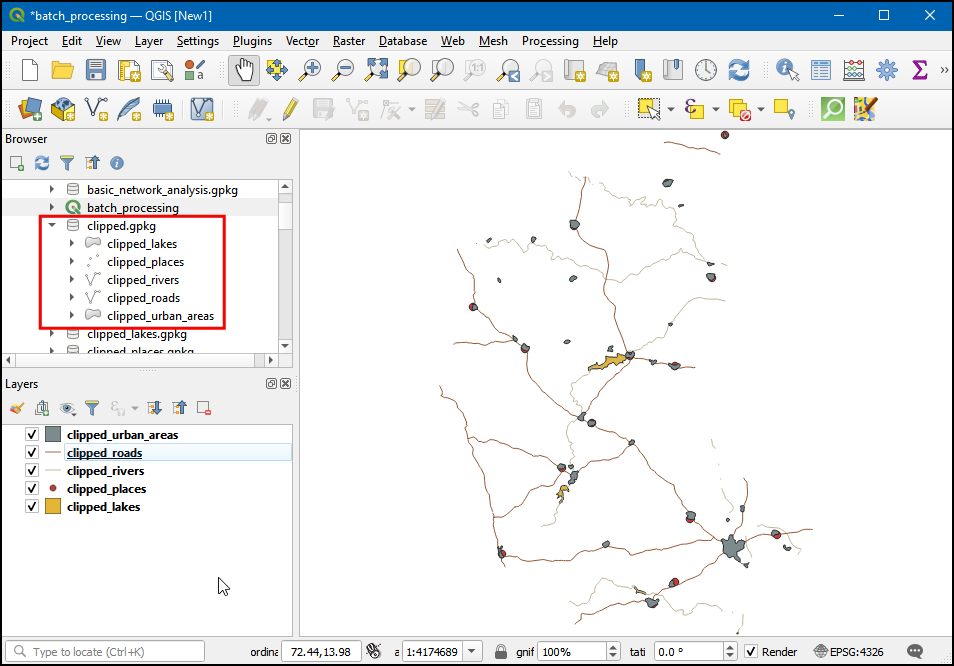 *batch_processing — QGIS [New1]
Project Edit View Layer Settings Plugins Vector Raster Database Web Mesh Processing Help
1:1
a
»
Browser
basic_network_analysis.gpkg
batch_processing
clipped.gpkg
clipped_lakes
clipped_places
clipped_rivers
clipped_roads
clipped_urban_areas
clipped_lakes.gpkg
clipped_places.gpkg
Layers
clipped_urban_areas
clipped_roads
clipped_rivers
clipped_places
clipped_lakes
Type to locate (Ctrl+K) ordina 72.44,13.98 a 1:4174689 gnif 100% tati 0.0 ° Render EPSG:4326